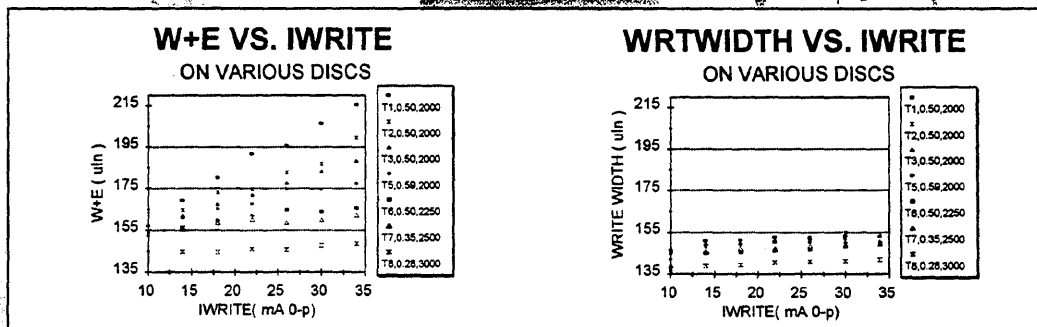 W+E VS. IWRITE
ON VARIOUS DISCS
W+E ( uIn )
215
195
175
155
135
10 15 20 25 30 35
IWRITE( mA 0-p)
T1,0.50,2000
T2,0.50,2000
T3,0.50,2000
T5,0.59,2000
T6,0.50,2250
T7,0.35,2500
T8,0.28,3000
WRTWIDTH VS. IWRITE
ON VARIOUS DISCS
WRITE WIDTH ( uIn )
215
195
175
155
135
10 15 20 25 30 35
IWRITE( mA 0-p)
T1,0.50,2000
T2,0.50,2000
T3,0.50,2000
T5,0.59,2000
T6,0.50,2250
T7,0.35,2500
T8,0.28,3000